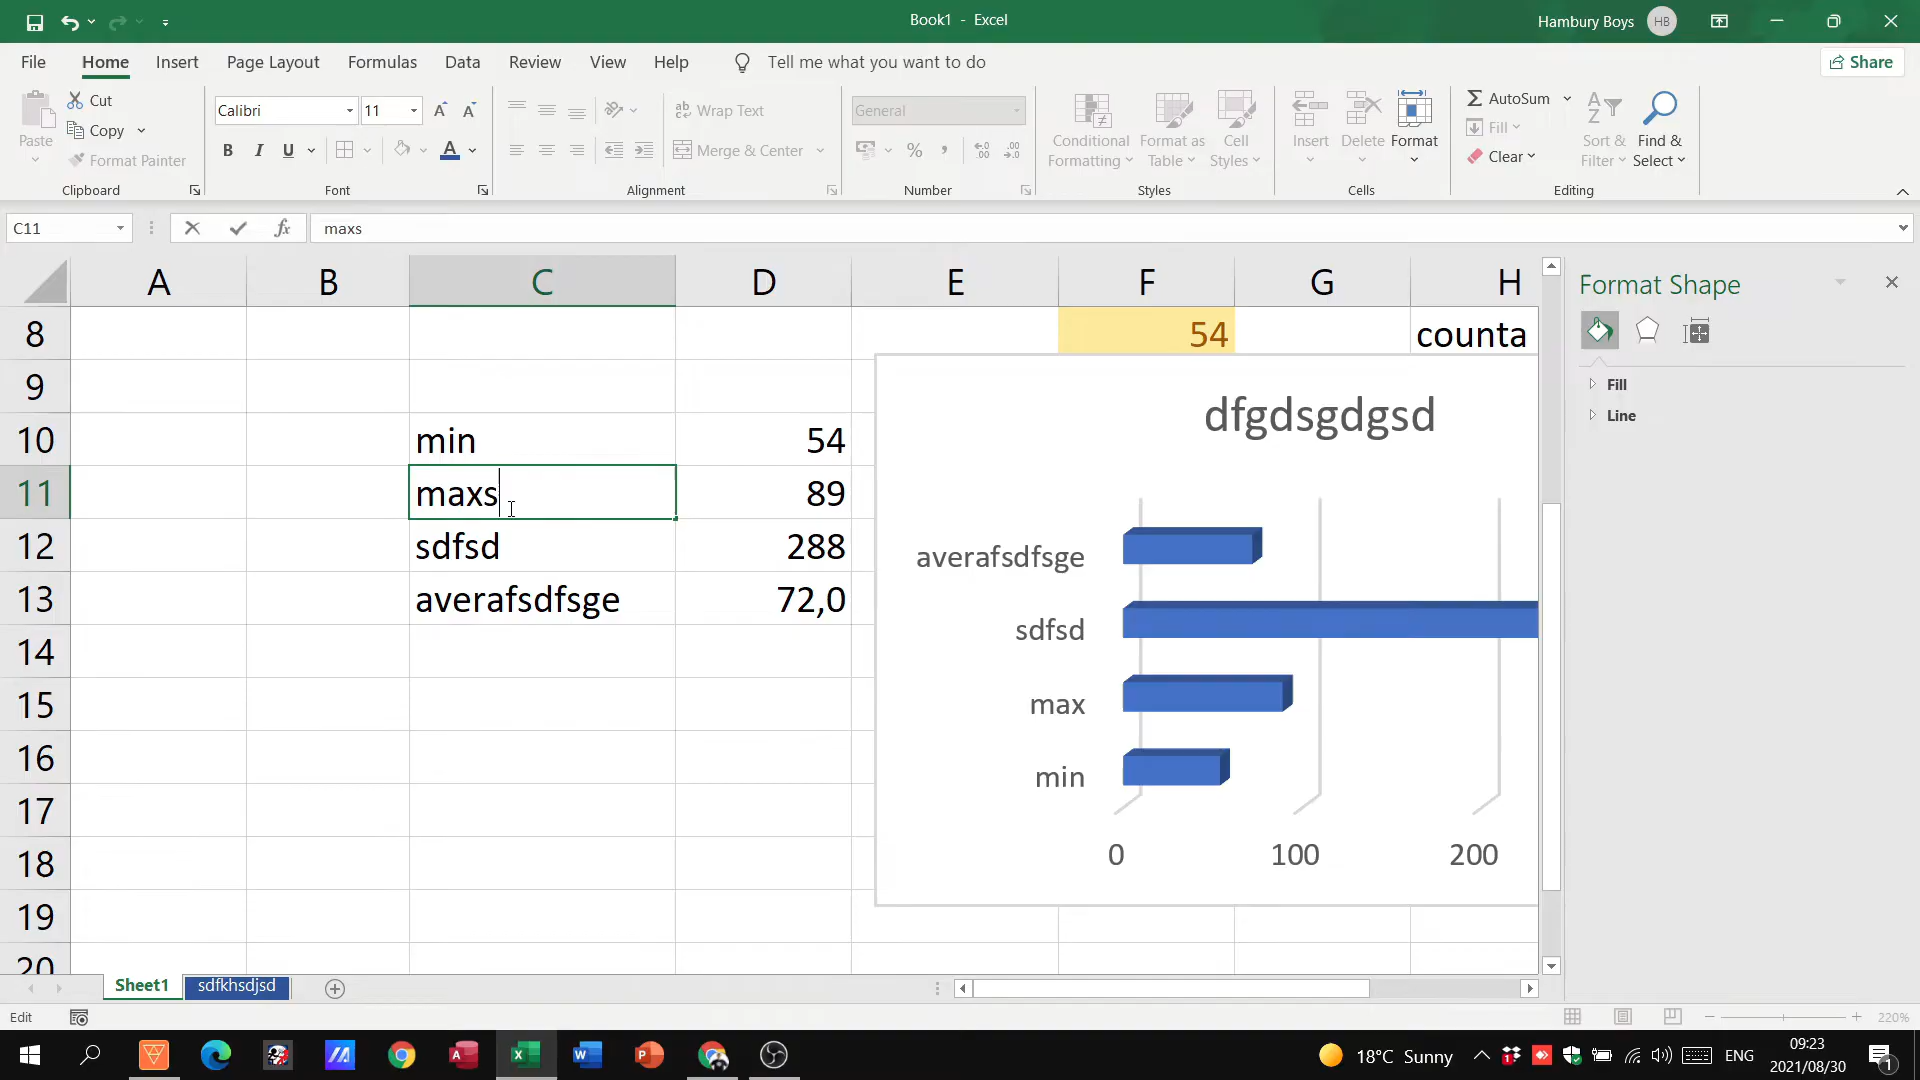 Book1 - Excel
Hambury Boys HB
File Home Insert Page Layout Formulas Data Review View Help Tell me what you want to do Share
Paste
Cut
Copy
Format Painter
Clipboard
Calibri 11
B I U
Font
Wrap Text
Merge & Center
Alignment
General
%
Number
Conditional Formatting
Format as Table
Cell Styles
Styles
Insert Delete Format
Cells
AutoSum
Fill
Clear
Sort & Filter
Find & Select
Editing
C11 fx maxs
A B C D E F G H
8 54 counta
9
10 min 54
11 maxs 89
12 sdfsd 288
13 averafsdfsge 72,0
14
15
16
17
18
19
20
dfgdsgdgsd
averafsdfsge
sdfsd
max
min
0 100 200
Format Shape
Fill
Line
Sheet1 sdfkhsdjsd
Edit
220%
18°C Sunny
ENG
09:23
2021/08/30
1